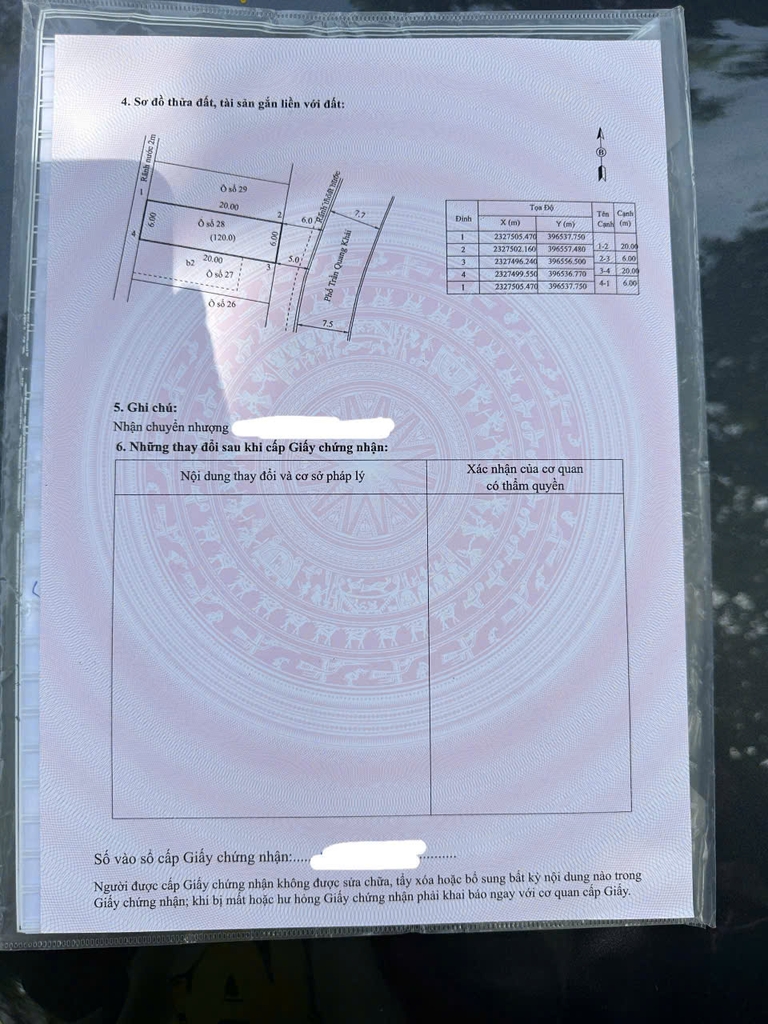 4. Sơ đồ thửa đất, tài sản gắn liền với đất:
Rãnh nước 2m
Ô số 29
20.00
1
2
6.00
Ô số 28
(120.0)
6.00
4
3
20.00
b2
Ô số 27
Ô số 26
6.0
5.0
Rãnh thoát nước
7.7
Phố Trần Quang Khải
7.5
B
Đỉnh Tọa Độ Tên Cạnh Cạnh (m)
X (m) Y (m)
1 2327505.470 396537.750
1-2 20.00
2 2327502.160 396557.480
2-3 6.00
3 2327496.240 396556.500
3-4 20.00
4 2327499.550 396536.770
4-1 6.00
1 2327505.470 396537.750
5. Ghi chú:
Nhận chuyển nhượng
6. Những thay đổi sau khi cấp Giấy chứng nhận:
Nội dung thay đổi và cơ sở pháp lý
Xác nhận của cơ quan
có thẩm quyền
Số vào sổ cấp Giấy chứng nhận:..............
Người được cấp Giấy chứng nhận không được sửa chữa, tẩy xóa hoặc bổ sung bất kỳ nội dung nào trong
Giấy chứng nhận; khi bị mất hoặc hư hỏng Giấy chứng nhận phải khai báo ngay với cơ quan cấp Giấy.